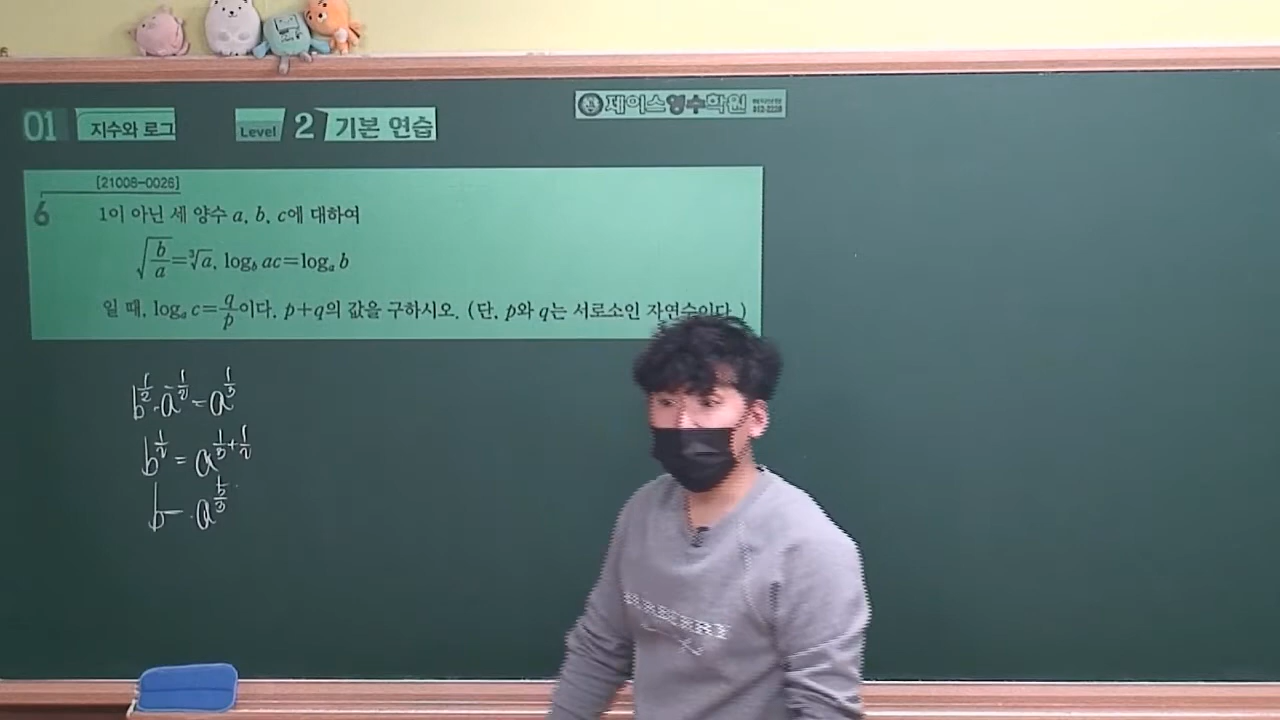 제이스영수학원
01 지수와 로그 Level 2 기본 연습
[21008-0026]
6 1이 아닌 세 양수 a, b, c에 대하여
√(b/a)=∛a, log_b ac=log_a b
일 때, log_a c=q/p이다. p+q의 값을 구하시오. (단, p와 q는 서로소인 자연수이다.)
b^(1/2)·a^(-1/2)=a^(1/3)
b^(1/2)=a^(1/3+1/2)
b=a^(5/3)
BURBERRY